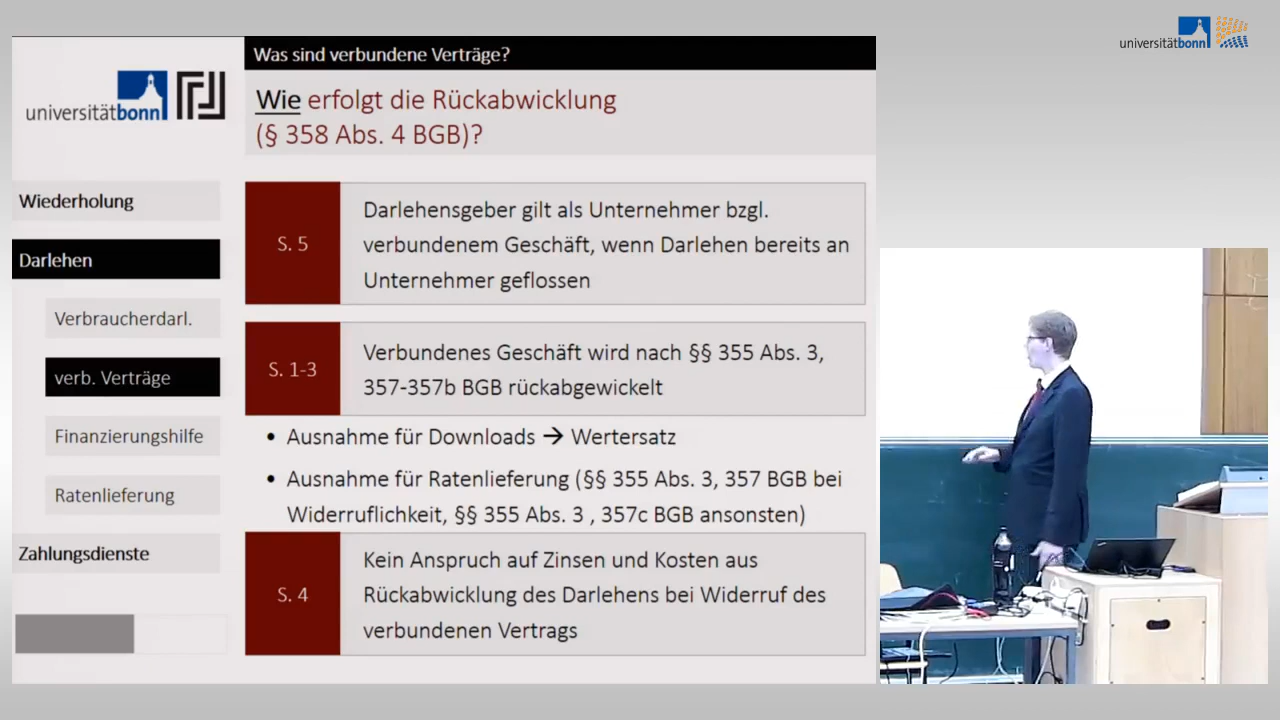 universitätbonn
Was sind verbundene Verträge?
universitätbonn
Wie erfolgt die Rückabwicklung
(§ 358 Abs. 4 BGB)?
Wiederholung
Darlehen
Verbraucherdarl.
verb. Verträge
Finanzierungshilfe
Ratenlieferung
Zahlungsdienste
S. 5
Darlehensgeber gilt als Unternehmer bzgl.
verbundenem Geschäft, wenn Darlehen bereits an
Unternehmer geflossen
S. 1-3
Verbundenes Geschäft wird nach §§ 355 Abs. 3,
357-357b BGB rückabgewickelt
• Ausnahme für Downloads → Wertersatz
• Ausnahme für Ratenlieferung (§§ 355 Abs. 3, 357 BGB bei
Widerruflichkeit, §§ 355 Abs. 3 , 357c BGB ansonsten)
S. 4
Kein Anspruch auf Zinsen und Kosten aus
Rückabwicklung des Darlehens bei Widerruf des
verbundenen Vertrags